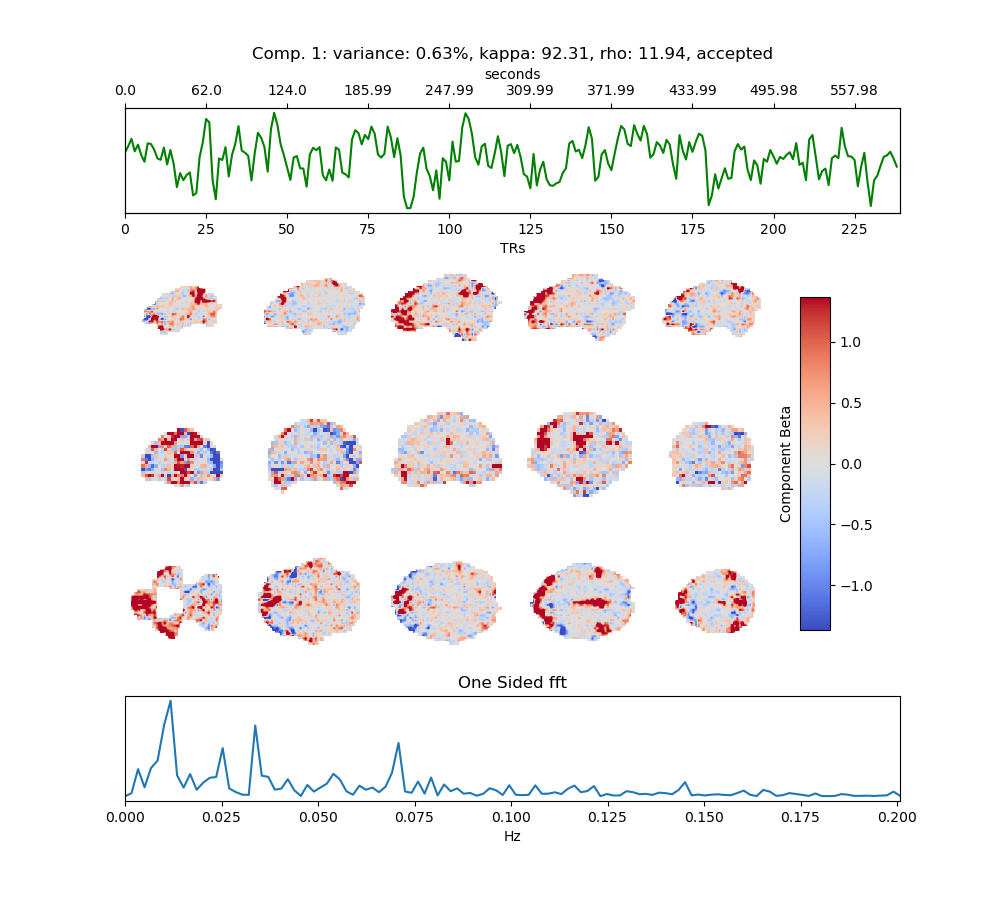 Comp. 1: variance: 0.63%, kappa: 92.31, rho: 11.94, accepted
seconds
0.0 62.0 124.0 185.99 247.99 309.99 371.99 433.99 495.98 557.98
0 25 50 75 100 125 150 175 200 225
TRs
1.0
0.5
0.0
−0.5
−1.0
Component Beta
One Sided fft
0.000 0.025 0.050 0.075 0.100 0.125 0.150 0.175 0.200
Hz